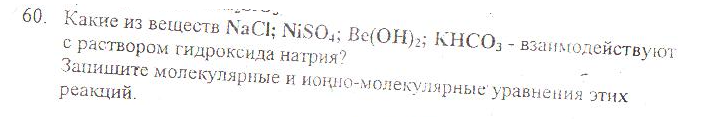 60. Какие из веществ NaCl; NiSO₄; Be(OH)₂; KHCO₃ - взаимодействуют
с раствором гидроксида натрия?
Запишите молекулярные и ионно-молекулярные уравнения этих
реакций.